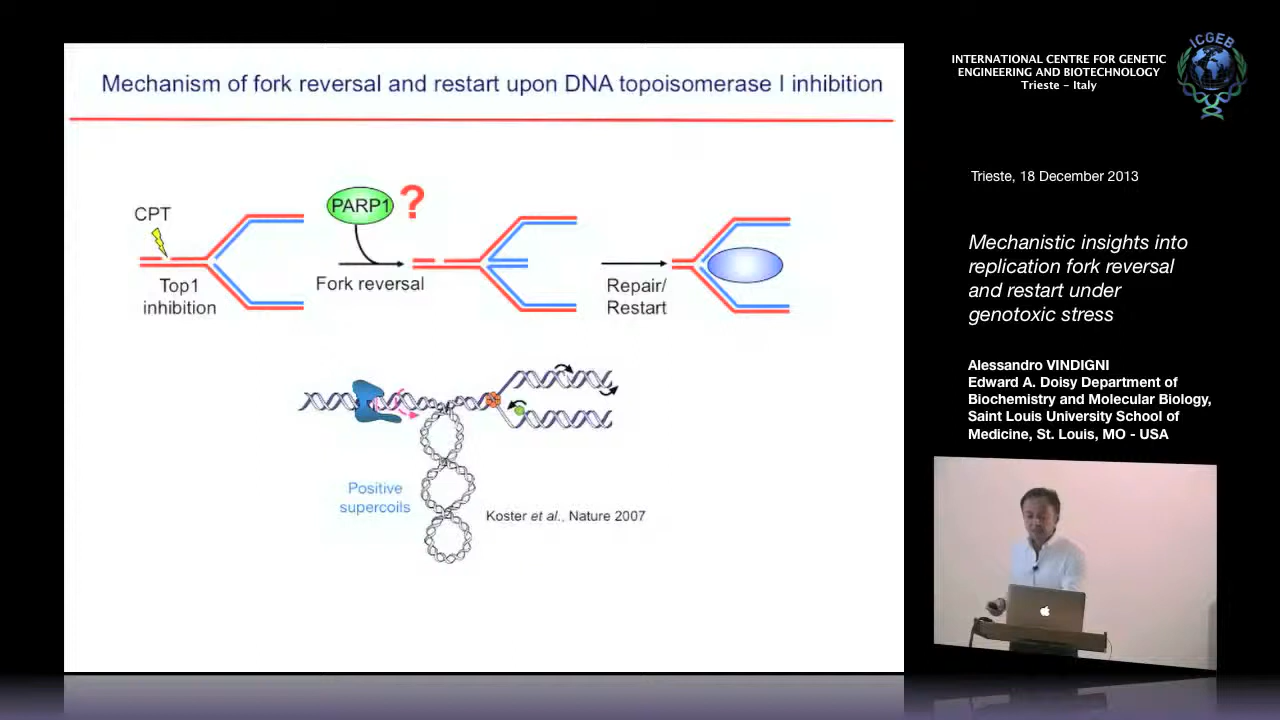 Mechanism of fork reversal and restart upon DNA topoisomerase I inhibition
CPT
PARP1 ?
Top1
inhibition
Fork reversal
Repair/
Restart
Positive
supercoils
Koster et al., Nature 2007
INTERNATIONAL CENTRE FOR GENETIC
ENGINEERING AND BIOTECHNOLOGY
Trieste - Italy
ICGEB
Trieste, 18 December 2013
Mechanistic insights into
replication fork reversal
and restart under
genotoxic stress
Alessandro VINDIGNI
Edward A. Doisy Department of
Biochemistry and Molecular Biology,
Saint Louis University School of
Medicine, St. Louis, MO - USA